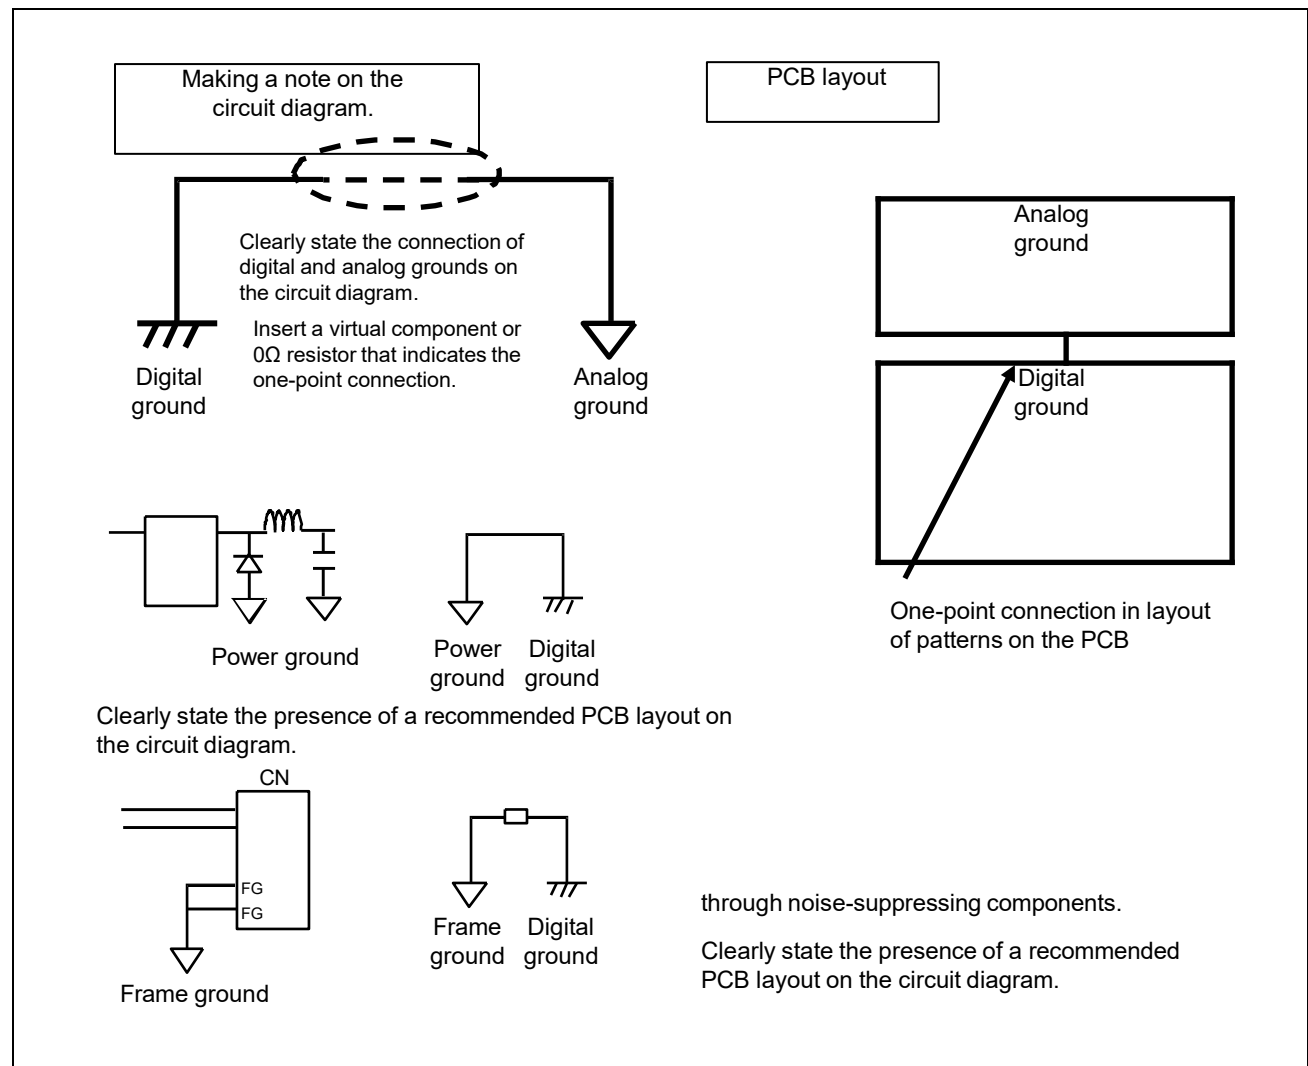 Making a note on the
circuit diagram.
PCB layout
Clearly state the connection of
digital and analog grounds on
the circuit diagram.
Insert a virtual component or
0Ω resistor that indicates the
one-point connection.
Digital
ground
Analog
ground
Analog
ground
Digital
ground
One-point connection in layout
of patterns on the PCB
Power ground
Power
ground
Digital
ground
Clearly state the presence of a recommended PCB layout on
the circuit diagram.
CN
FG
FG
Frame ground
Frame
ground
Digital
ground
through noise-suppressing components.
Clearly state the presence of a recommended
PCB layout on the circuit diagram.